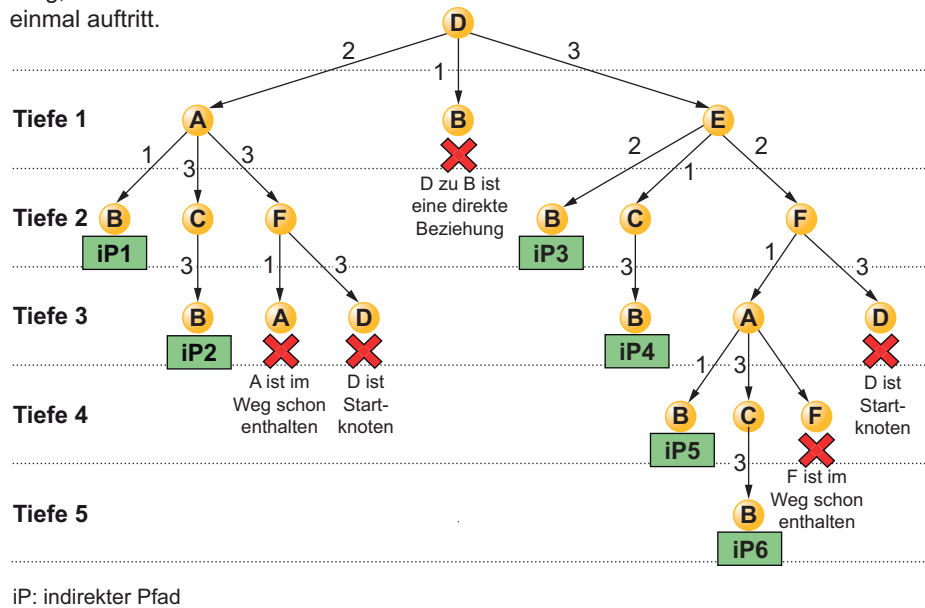 einmal auftritt.
D
2
1
3
Tiefe 1
A
B
E
1
3
3
2
1
2
D zu B ist
eine direkte
Beziehung
Tiefe 2
B
C
F
B
C
F
iP1
iP3
3
1
3
3
1
3
Tiefe 3
B
A
D
B
A
D
iP2
iP4
A ist im
Weg schon
enthalten
D ist
Start-
knoten
1
3
D ist
Start-
knoten
Tiefe 4
B
C
F
iP5
3
F ist im
Weg schon
enthalten
Tiefe 5
B
iP6
iP: indirekter Pfad